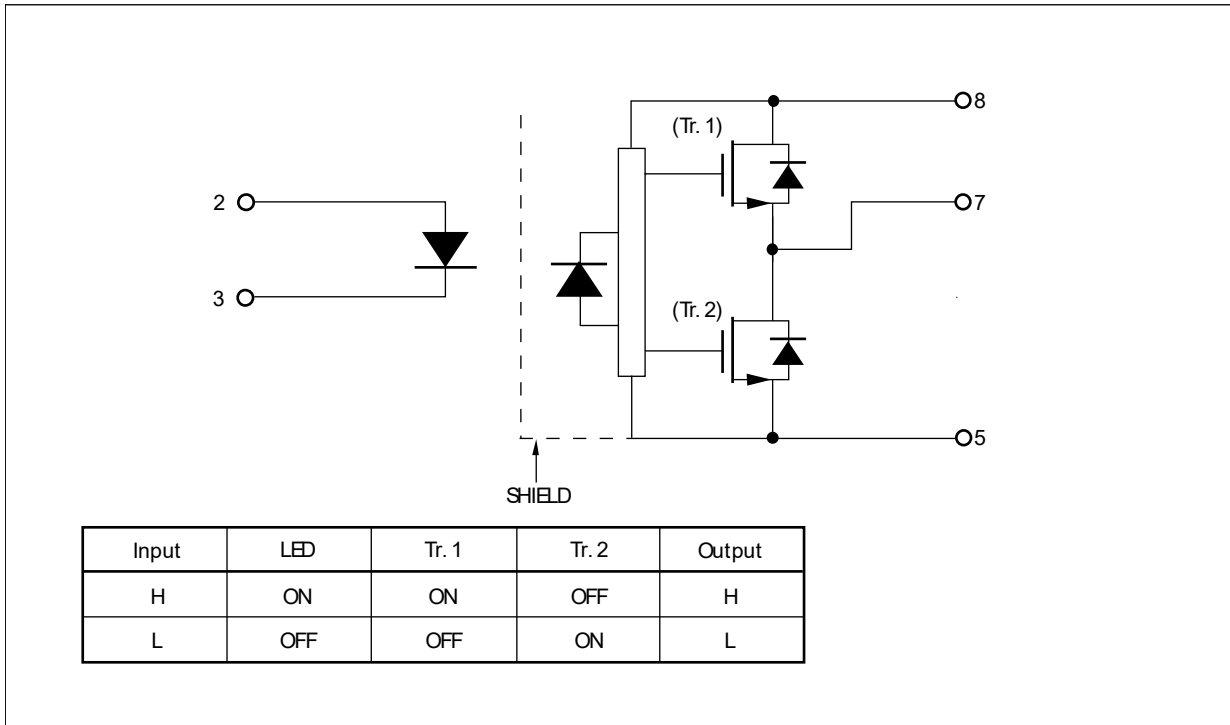 8
(Tr. 1)
2
7
3
(Tr. 2)
5
SHIELD
Input LED Tr. 1 Tr. 2 Output
H ON ON OFF H
L OFF OFF ON L